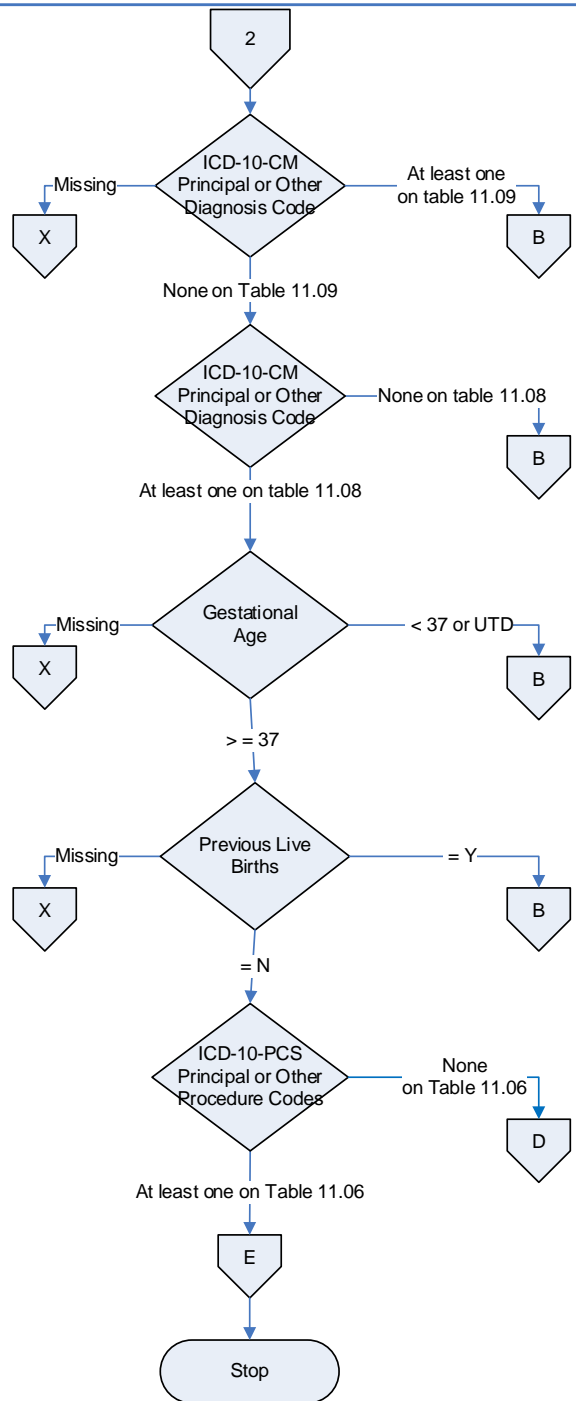 2
ICD-10-CM
Principal or Other
Diagnosis Code
Missing
At least one
on table 11.09
X
B
None on Table 11.09
ICD-10-CM
Principal or Other
Diagnosis Code
None on table 11.08
B
At least one on table 11.08
Gestational
Age
Missing
< 37 or UTD
X
B
> = 37
Previous Live
Births
Missing
= Y
X
B
= N
ICD-10-PCS
Principal or Other
Procedure Codes
None
on Table 11.06
D
At least one on Table 11.06
E
Stop